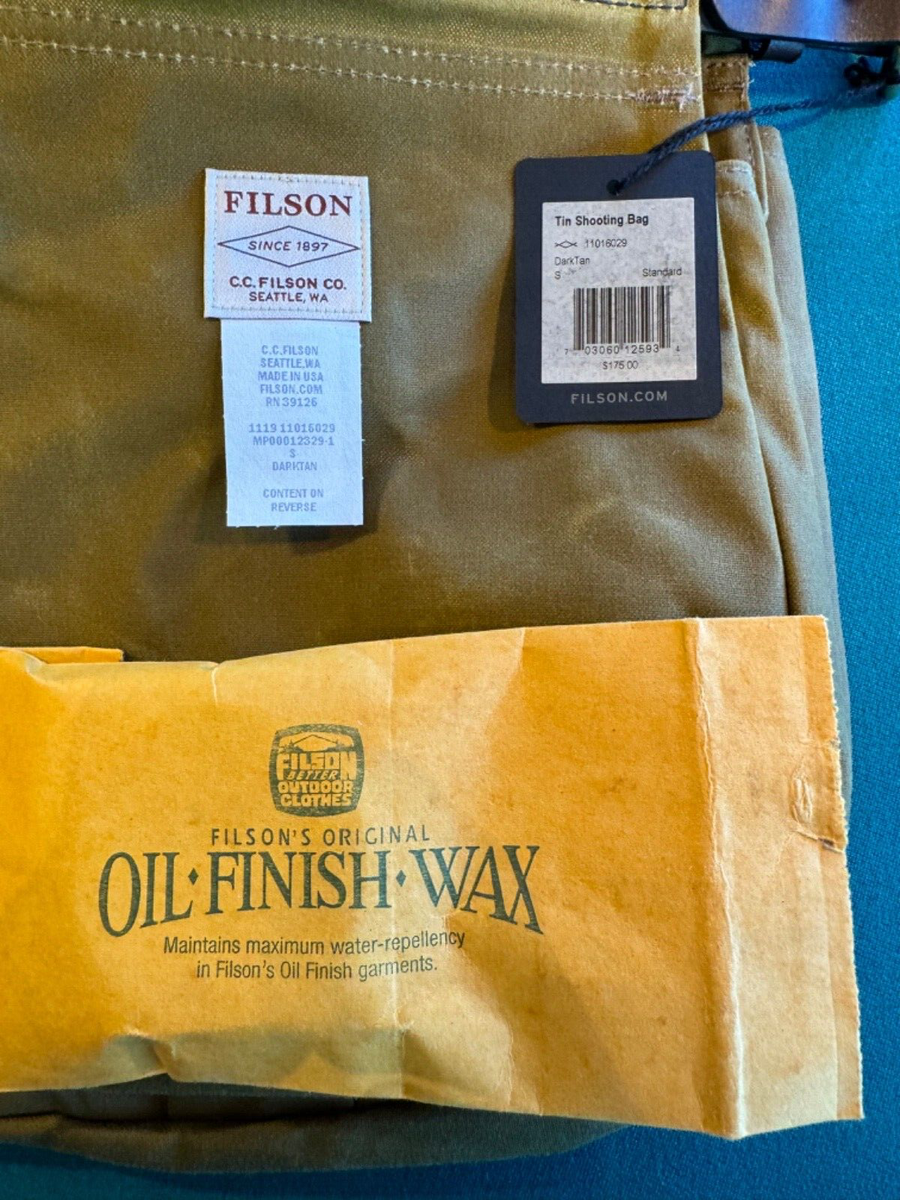 FILSON
SINCE 1897
C.C. FILSON CO.
SEATTLE, WA
C.C.FILSON
SEATTLE,WA
MADE IN USA
FILSON.COM
RN 39126
1119 11016029
MP00012329-1
S
DARKTAN
CONTENT ON
REVERSE
Tin Shooting Bag
11016029
DarkTan
S Standard
7 03060 12593 4
$175.00
FILSON.COM
FILSON
BETTER
OUTDOOR
CLOTHES
FILSON'S ORIGINAL
OIL·FINISH·WAX
Maintains maximum water-repellency
in Filson's Oil Finish garments.